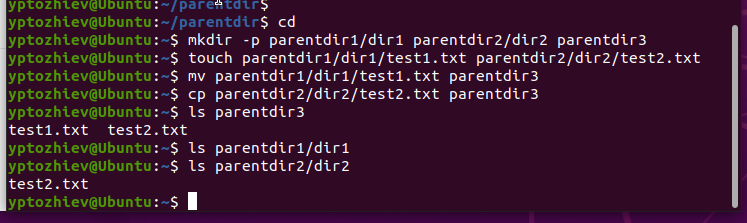 yptozhiev@Ubuntu:~/parentdir$
yptozhiev@Ubuntu:~/parentdir$ cd
yptozhiev@Ubuntu:~$ mkdir -p parentdir1/dir1 parentdir2/dir2 parentdir3
yptozhiev@Ubuntu:~$ touch parentdir1/dir1/test1.txt parentdir2/dir2/test2.txt
yptozhiev@Ubuntu:~$ mv parentdir1/dir1/test1.txt parentdir3
yptozhiev@Ubuntu:~$ cp parentdir2/dir2/test2.txt parentdir3
yptozhiev@Ubuntu:~$ ls parentdir3
test1.txt  test2.txt
yptozhiev@Ubuntu:~$ ls parentdir1/dir1
yptozhiev@Ubuntu:~$ ls parentdir2/dir2
test2.txt
yptozhiev@Ubuntu:~$